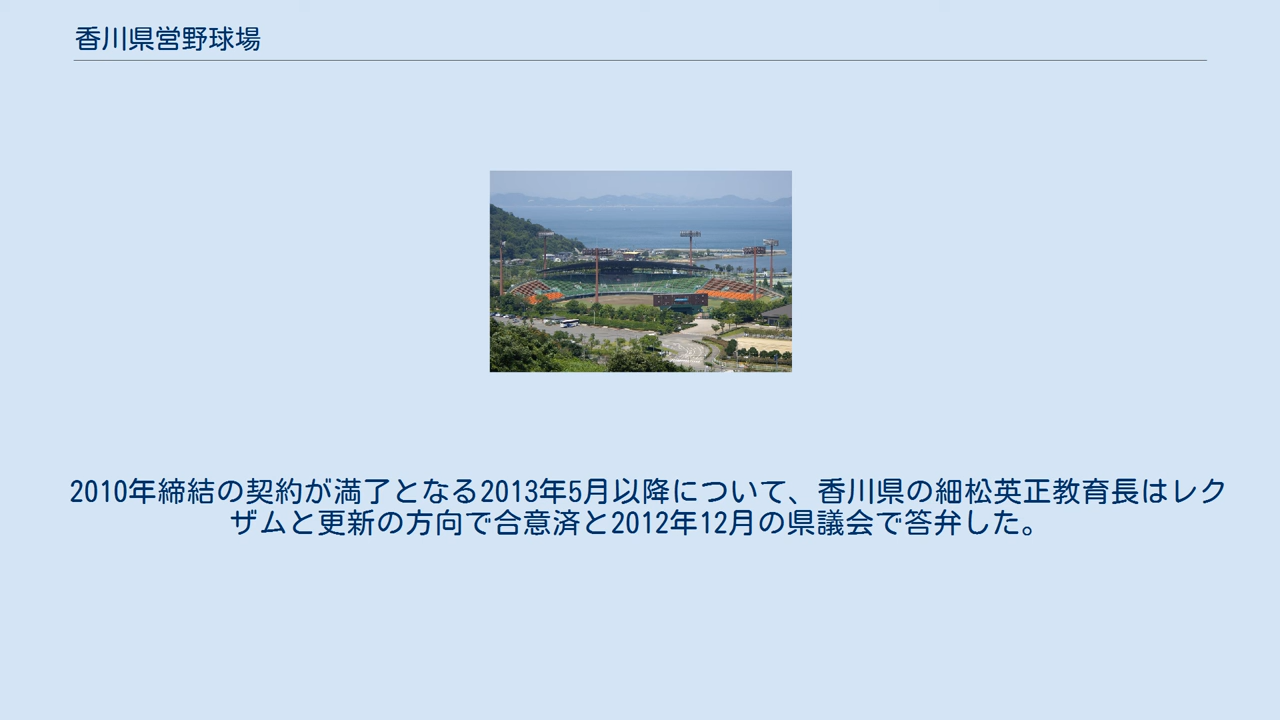 香川県営野球場
2010年締結の契約が満了となる2013年5月以降について、香川県の細松英正教育長はレク
ザムと更新の方向で合意済と2012年12月の県議会で答弁した。